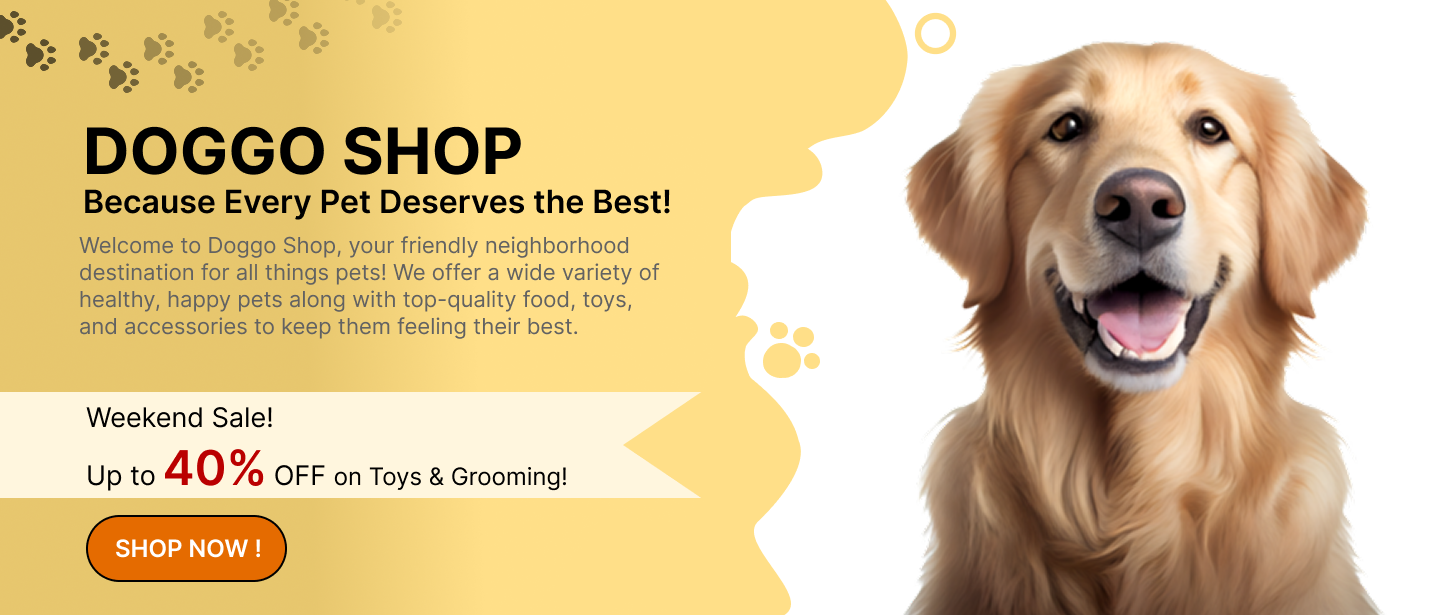 DOGGO SHOP
Because Every Pet Deserves the Best!
Welcome to Doggo Shop, your friendly neighborhood
destination for all things pets! We offer a wide variety of
healthy, happy pets along with top-quality food, toys,
and accessories to keep them feeling their best.
Weekend Sale!
Up to 40% OFF on Toys & Grooming!
SHOP NOW !